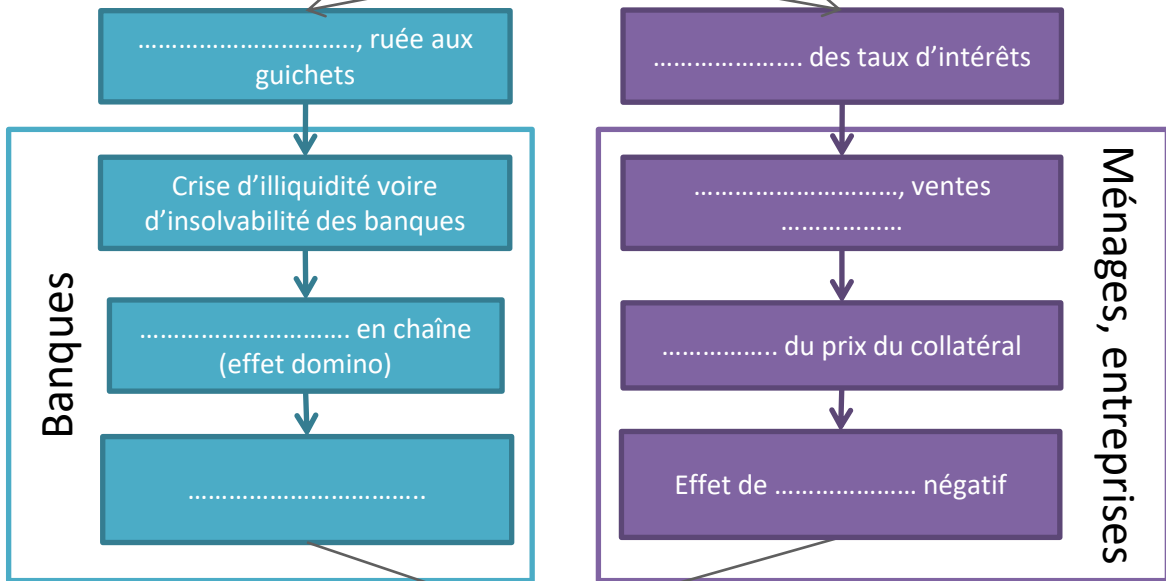 ………………………….., ruée aux
guichets
…………………. des taux d’intérêts
Banques
Crise d’illiquidité voire
d’insolvabilité des banques
…………………………. en chaîne
(effet domino)
……………………………..
Ménages, entreprises
…………………………, ventes
………………
…………….. du prix du collatéral
Effet de ………………… négatif